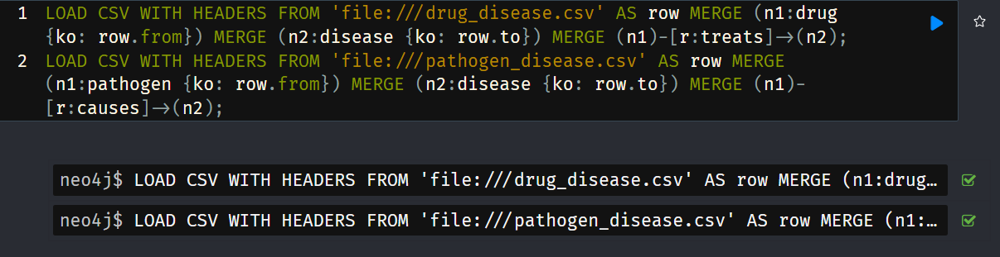 1 LOAD CSV WITH HEADERS FROM 'file:///drug_disease.csv' AS row MERGE (n1:drug
{ko: row.from}) MERGE (n2:disease {ko: row.to}) MERGE (n1)-[r:treats]->(n2);
2 LOAD CSV WITH HEADERS FROM 'file:///pathogen_disease.csv' AS row MERGE
(n1:pathogen {ko: row.from}) MERGE (n2:disease {ko: row.to}) MERGE (n1)-
[r:causes]->(n2);
neo4j$ LOAD CSV WITH HEADERS FROM 'file:///drug_disease.csv' AS row MERGE (n1:drug…
neo4j$ LOAD CSV WITH HEADERS FROM 'file:///pathogen_disease.csv' AS row MERGE (n1:…